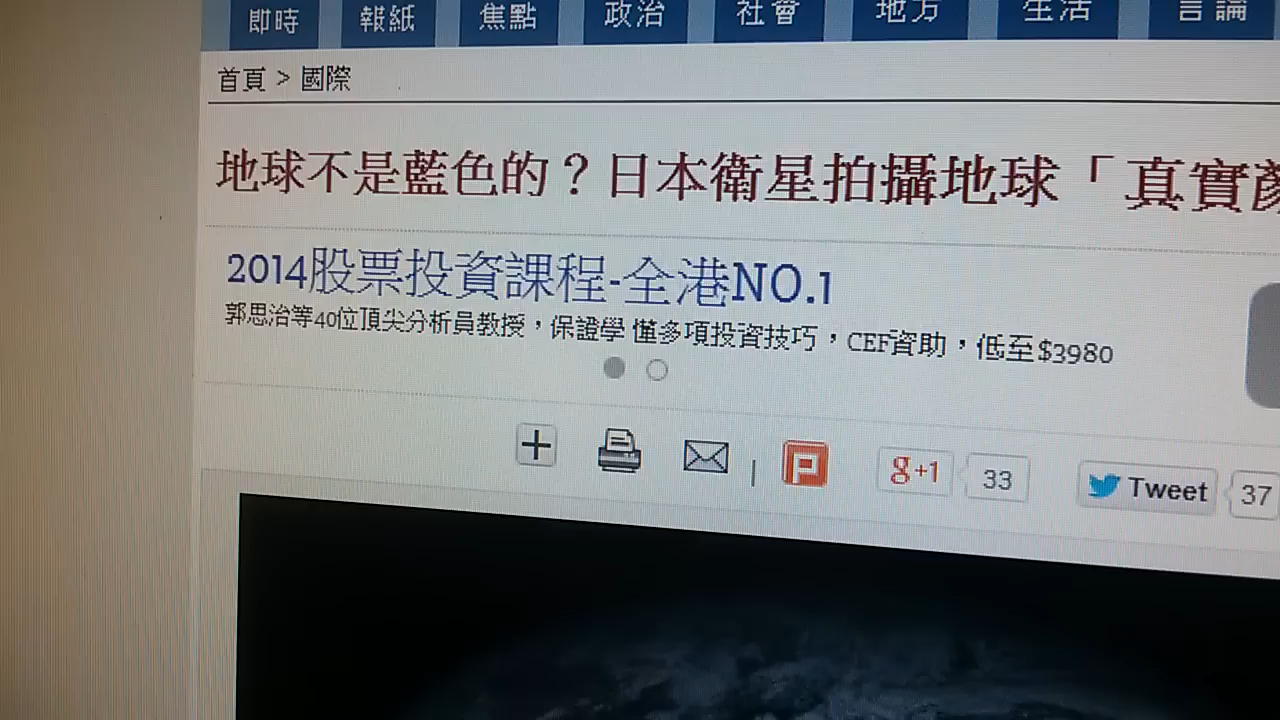 即時 報紙 焦點 政治 社會 地方 生活 言論
首頁 > 國際
地球不是藍色的？日本衛星拍攝地球「真實顏
2014股票投資課程-全港NO.1
郭思治等40位頂尖分析員教授，保證學 懂多項投資技巧，CEF資助，低至$3980
g+1 33 Tweet 37